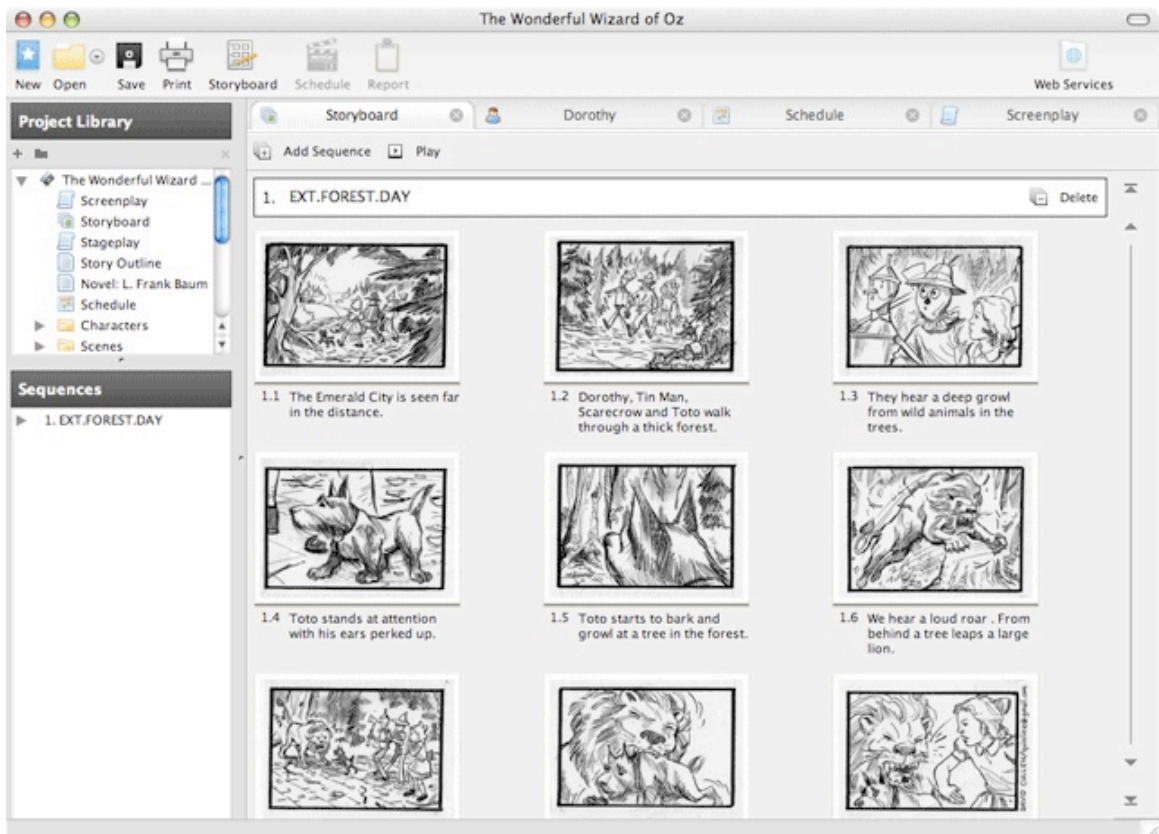 The Wonderful Wizard of Oz
New Open Save Print Storyboard Schedule Report Web Services
Project Library
Storyboard Dorothy Schedule Screenplay
Add Sequence Play
The Wonderful Wizard ...
Screenplay
Storyboard
Stageplay
Story Outline
Novel: L. Frank Baum
Schedule
Characters
Scenes
Sequences
1. EXT.FOREST.DAY
1. EXT.FOREST.DAY Delete
1.1 The Emerald City is seen far
in the distance.
1.2 Dorothy, Tin Man,
Scarecrow and Toto walk
through a thick forest.
1.3 They hear a deep growl
from wild animals in the
trees.
1.4 Toto stands at attention
with his ears perked up.
1.5 Toto starts to bark and
growl at a tree in the forest.
1.6 We hear a loud roar . From
behind a tree leaps a large
lion.